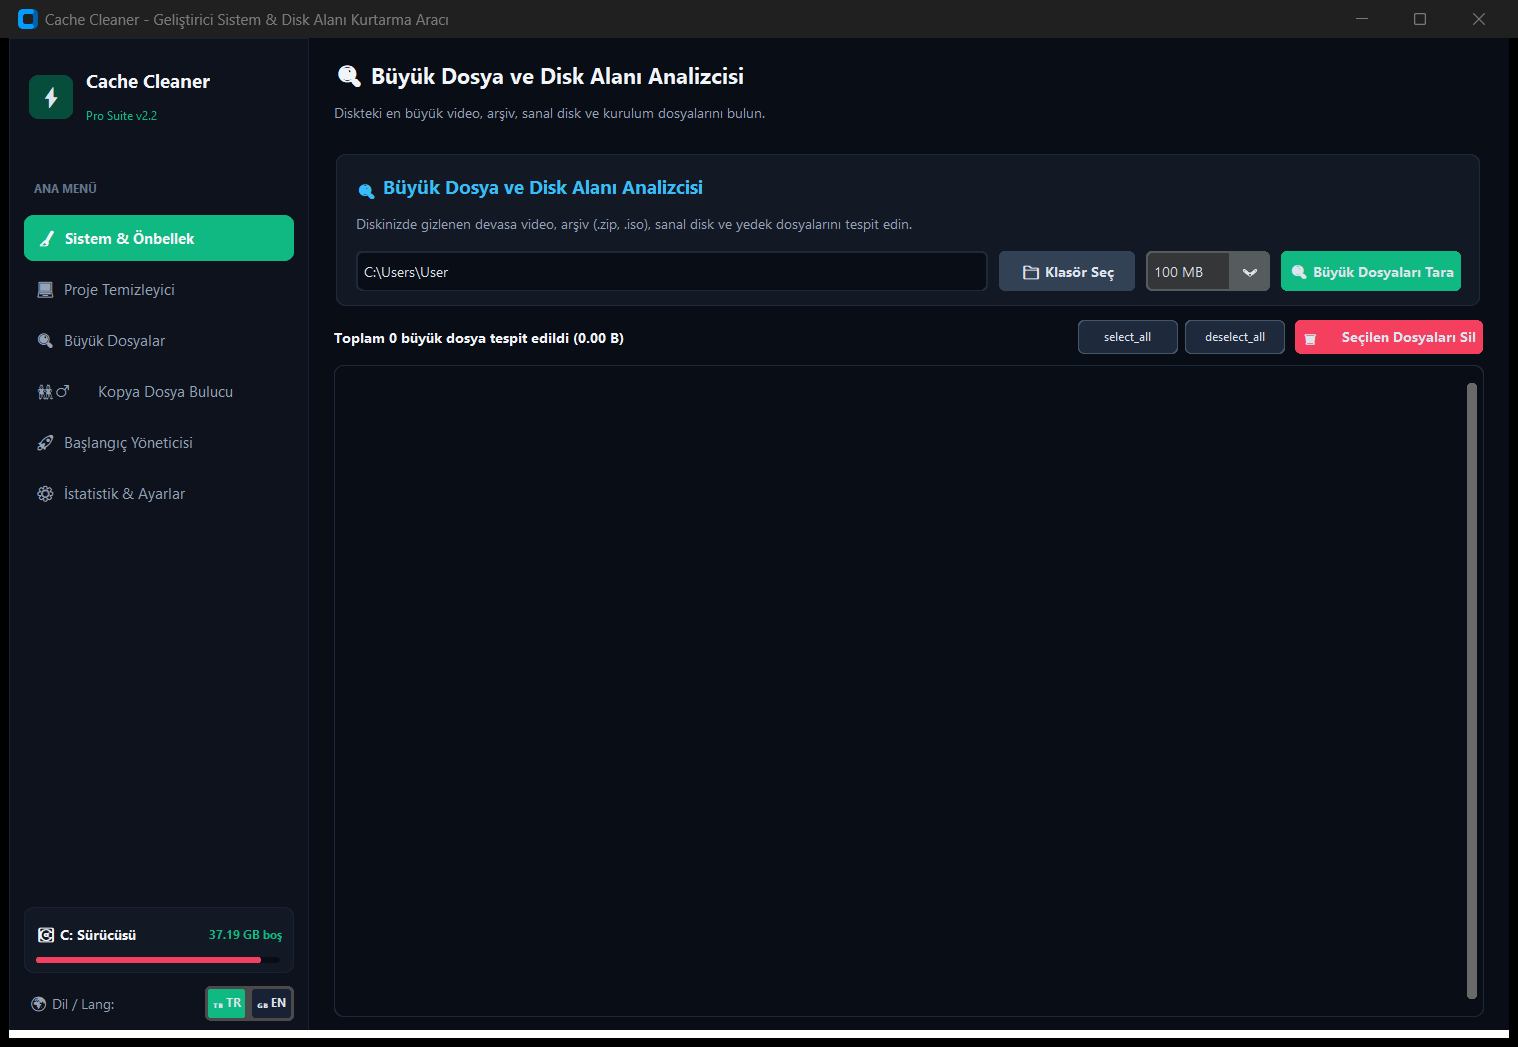 Cache Cleaner - Geliştirici Sistem & Disk Alanı Kurtarma Aracı
Cache Cleaner
Pro Suite v2.2
ANA MENÜ
Sistem & Önbellek
Proje Temizleyici
Büyük Dosyalar
Kopya Dosya Bulucu
Başlangıç Yöneticisi
İstatistik & Ayarlar
C: Sürücüsü
37.19 GB boş
Dil / Lang:
TR TR
GB EN
Büyük Dosya ve Disk Alanı Analizcisi
Diskteki en büyük video, arşiv, sanal disk ve kurulum dosyalarını bulun.
Büyük Dosya ve Disk Alanı Analizcisi
Diskinizde gizlenen devasa video, arşiv (.zip, .iso), sanal disk ve yedek dosyalarını tespit edin.
C:\Users\User
Klasör Seç
100 MB
Büyük Dosyaları Tara
Toplam 0 büyük dosya tespit edildi (0.00 B)
select_all
deselect_all
Seçilen Dosyaları Sil